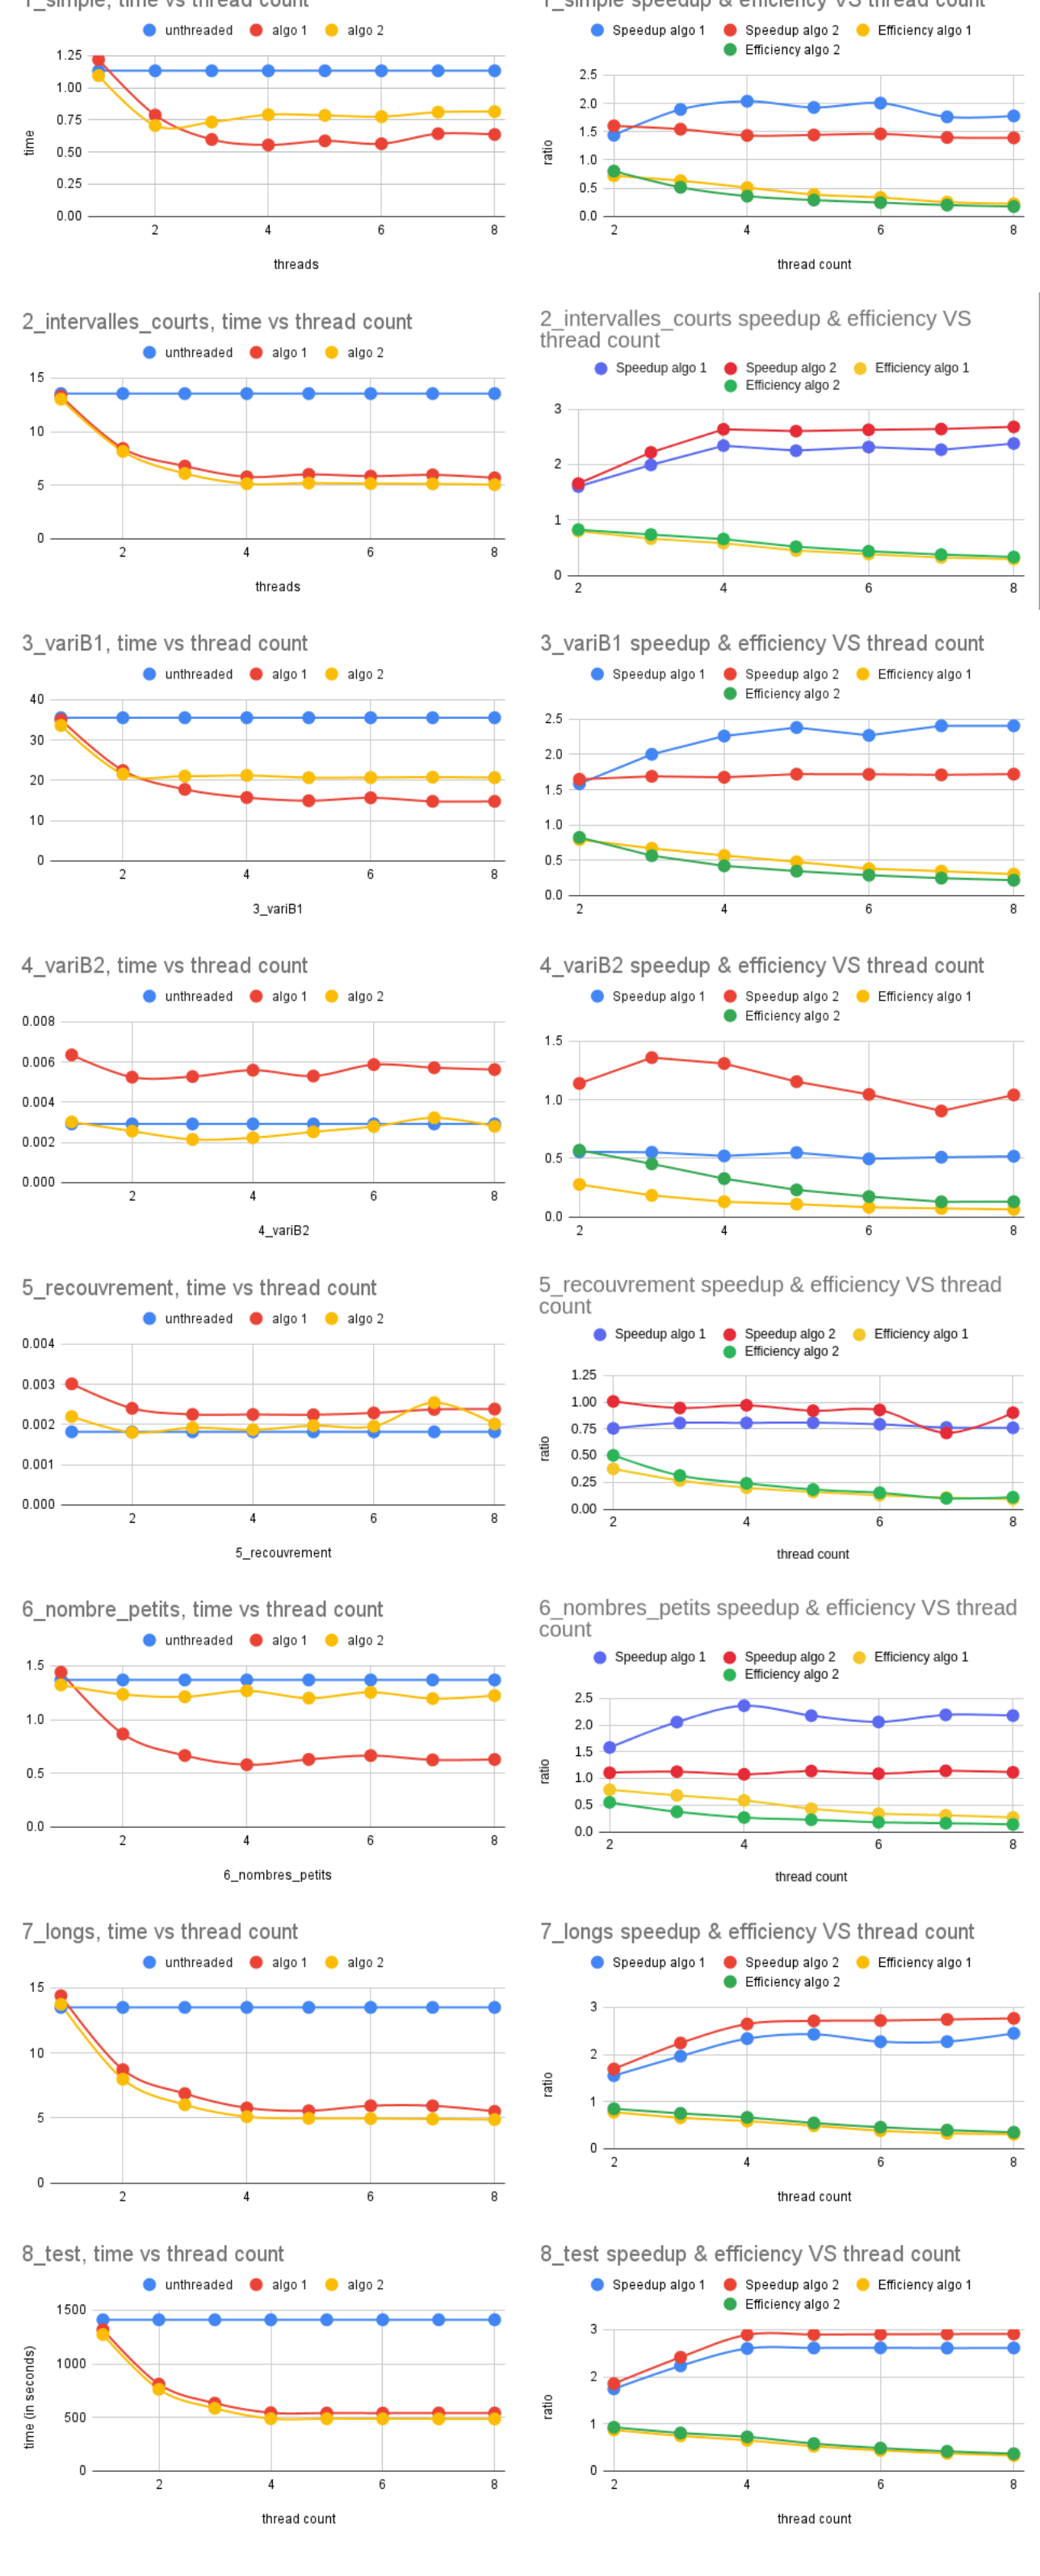 1_simple, time vs thread count
unthreaded algo 1 algo 2
1.25
1.00
0.75
0.50
0.25
0.00
time
2 4 6 8
threads
1_simple speedup & efficiency VS thread count
Speedup algo 1 Speedup algo 2 Efficiency algo 1
Efficiency algo 2
2.5
2.0
1.5
1.0
0.5
0.0
ratio
2 4 6 8
thread count
2_intervalles_courts, time vs thread count
unthreaded algo 1 algo 2
15
10
5
0
2 4 6 8
threads
2_intervalles_courts speedup & efficiency VS
thread count
Speedup algo 1 Speedup algo 2 Efficiency algo 1
Efficiency algo 2
3
2
1
0
2 4 6 8
3_variB1, time vs thread count
unthreaded algo 1 algo 2
40
30
20
10
0
2 4 6 8
3_variB1
3_variB1 speedup & efficiency VS thread count
Speedup algo 1 Speedup algo 2 Efficiency algo 1
Efficiency algo 2
2.5
2.0
1.5
1.0
0.5
0.0
2 4 6 8
4_variB2, time vs thread count
unthreaded algo 1 algo 2
0.008
0.006
0.004
0.002
0.000
2 4 6 8
4_variB2
4_variB2 speedup & efficiency VS thread count
Speedup algo 1 Speedup algo 2 Efficiency algo 1
Efficiency algo 2
1.5
1.0
0.5
0.0
2 4 6 8
5_recouvrement, time vs thread count
unthreaded algo 1 algo 2
0.004
0.003
0.002
0.001
0.000
2 4 6 8
5_recouvrement
5_recouvrement speedup & efficiency VS thread
count
Speedup algo 1 Speedup algo 2 Efficiency algo 1
Efficiency algo 2
1.25
1.00
0.75
0.50
0.25
0.00
ratio
2 4 6 8
thread count
6_nombre_petits, time vs thread count
unthreaded algo 1 algo 2
1.5
1.0
0.5
0.0
2 4 6 8
6_nombres_petits
6_nombres_petits speedup & efficiency VS thread
count
Speedup algo 1 Speedup algo 2 Efficiency algo 1
Efficiency algo 2
2.5
2.0
1.5
1.0
0.5
0.0
ratio
2 4 6 8
thread count
7_longs, time vs thread count
unthreaded algo 1 algo 2
15
10
5
0
2 4 6 8
7_longs speedup & efficiency VS thread count
Speedup algo 1 Speedup algo 2 Efficiency algo 1
Efficiency algo 2
3
2
1
0
ratio
2 4 6 8
thread count
8_test, time vs thread count
unthreaded algo 1 algo 2
1500
1000
500
0
time (in seconds)
2 4 6 8
thread count
8_test speedup & efficiency VS thread count
Speedup algo 1 Speedup algo 2 Efficiency algo 1
Efficiency algo 2
3
2
1
0
ratio
2 4 6 8
thread count